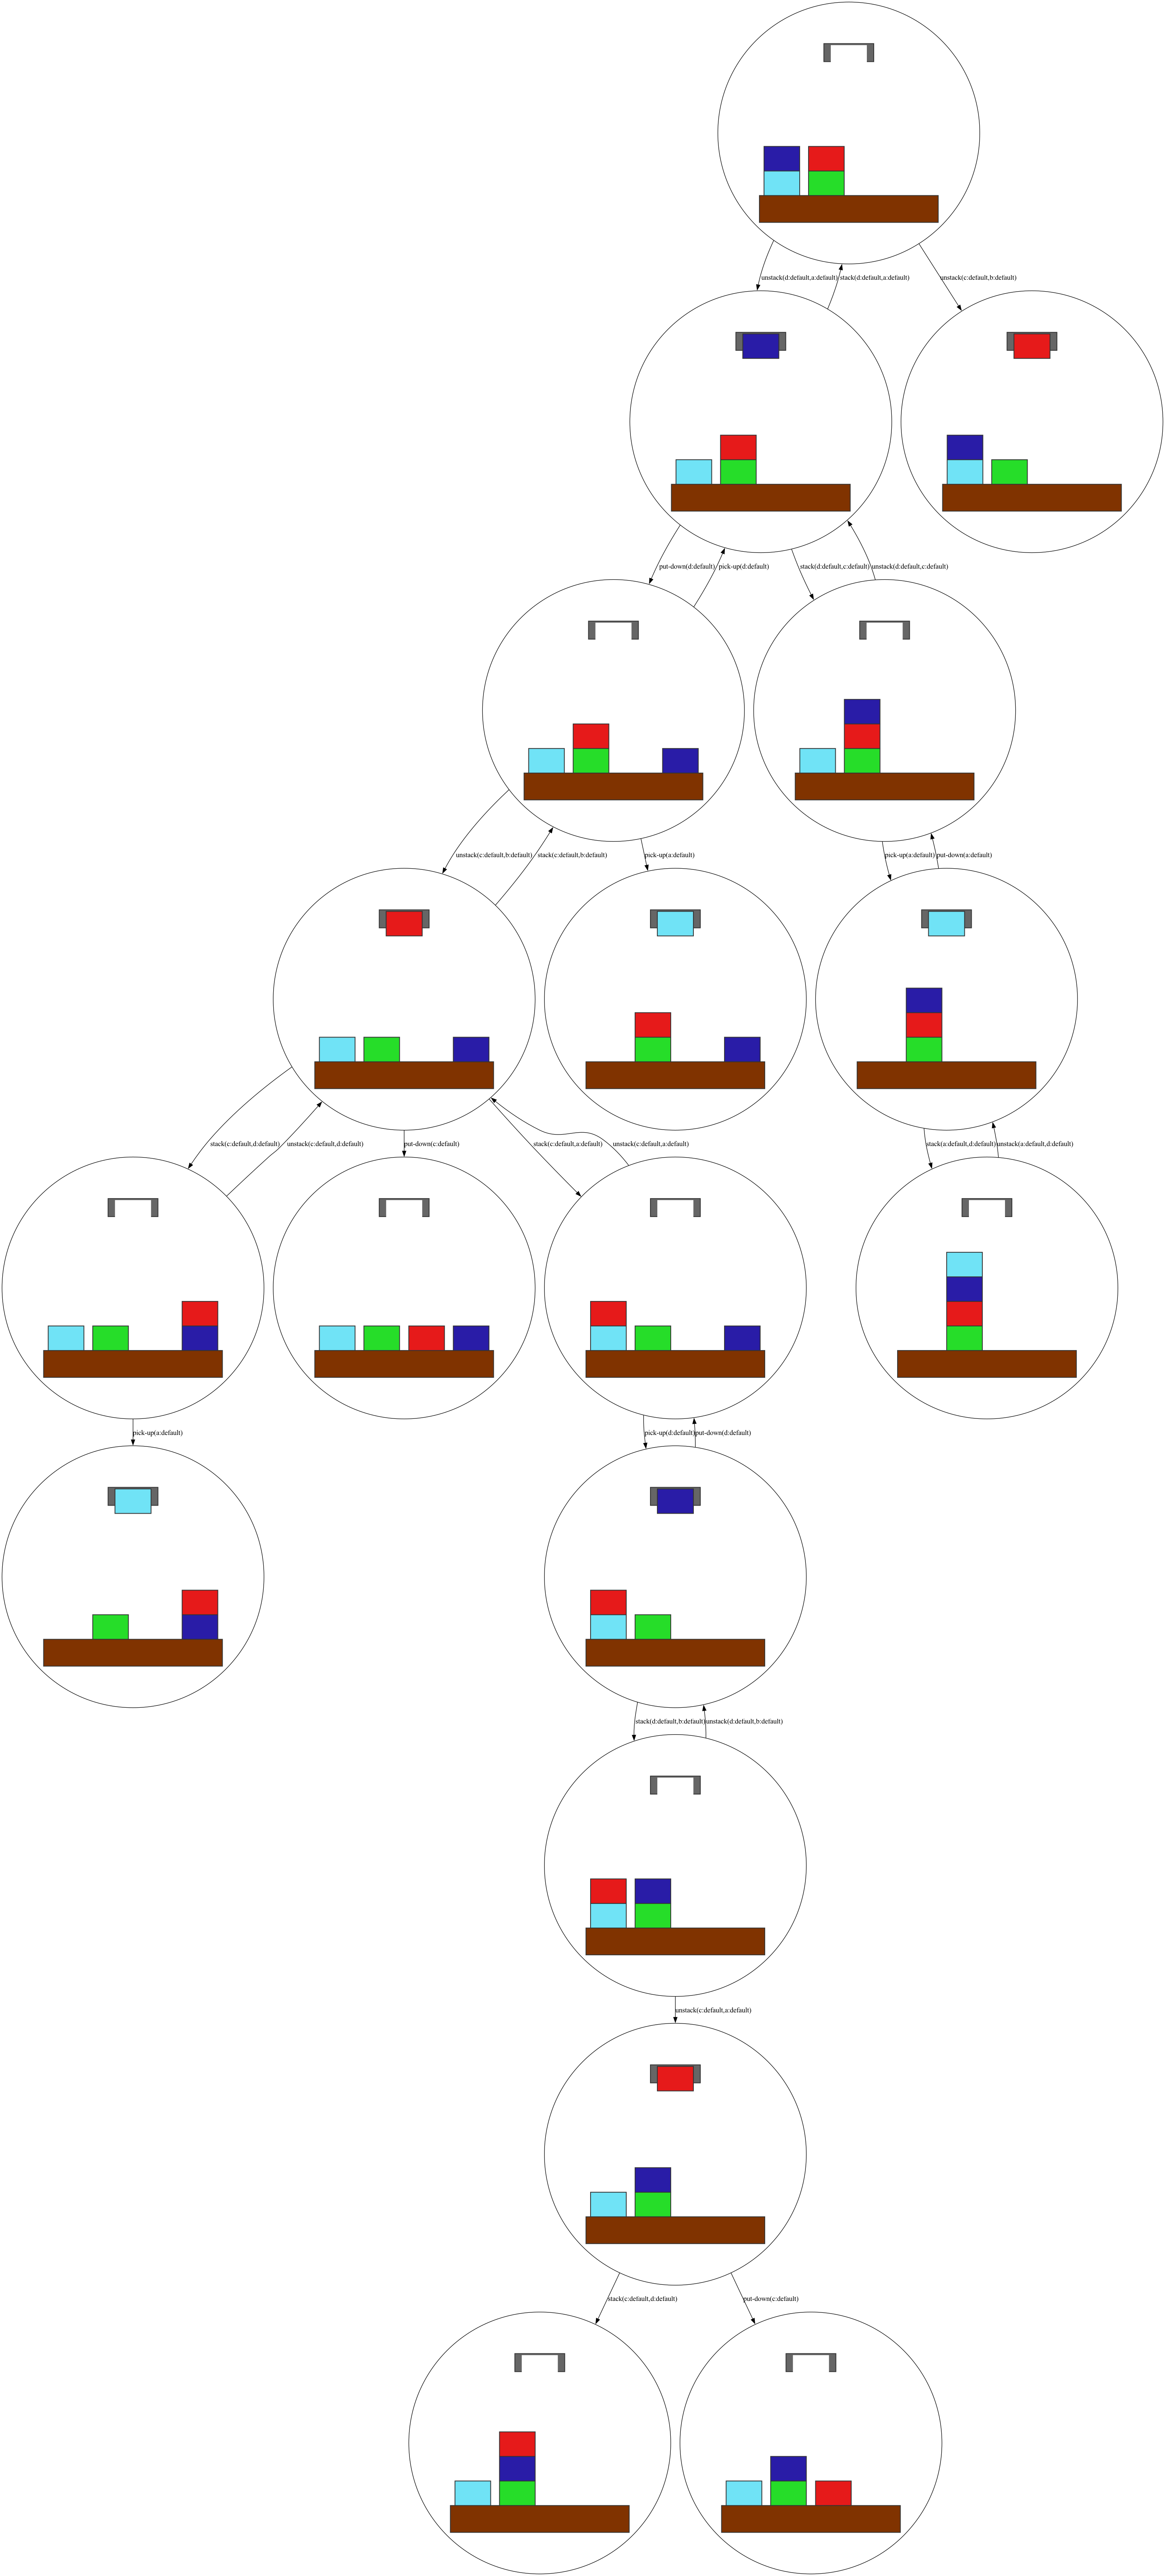 unstack(d:default,a:default)
stack(d:default,a:default)
unstack(c:default,b:default)
put-down(d:default)
pick-up(d:default)
stack(d:default,c:default)
unstack(d:default,c:default)
unstack(c:default,b:default)
stack(c:default,b:default)
pick-up(a:default)
pick-up(a:default)
put-down(a:default)
stack(c:default,d:default)
unstack(c:default,d:default)
put-down(c:default)
stack(c:default,a:default)
unstack(c:default,a:default)
stack(a:default,d:default)
unstack(a:default,d:default)
pick-up(a:default)
pick-up(d:default)
put-down(d:default)
stack(d:default,b:default)
unstack(d:default,b:default)
unstack(c:default,a:default)
stack(c:default,d:default)
put-down(c:default)